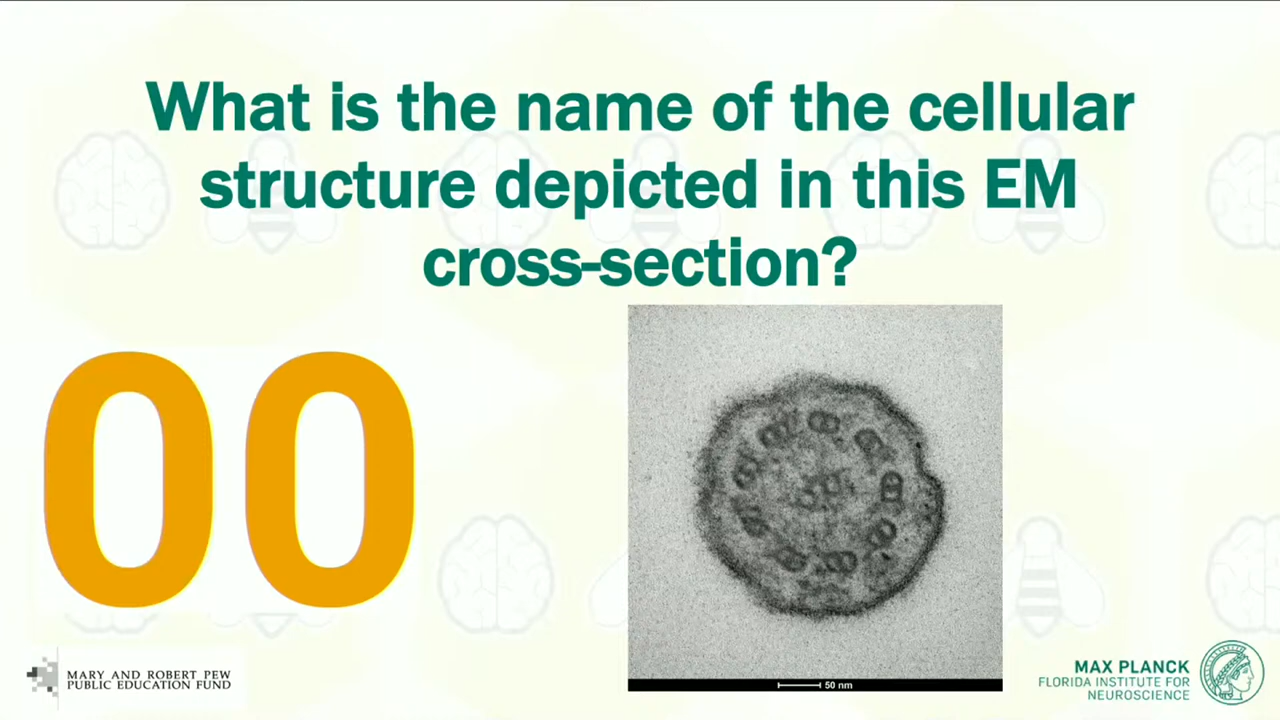 What is the name of the cellular
structure depicted in this EM
cross-section?
00
50 nm
MARY AND ROBERT PEW
PUBLIC EDUCATION FUND
MAX PLANCK
FLORIDA INSTITUTE FOR
NEUROSCIENCE